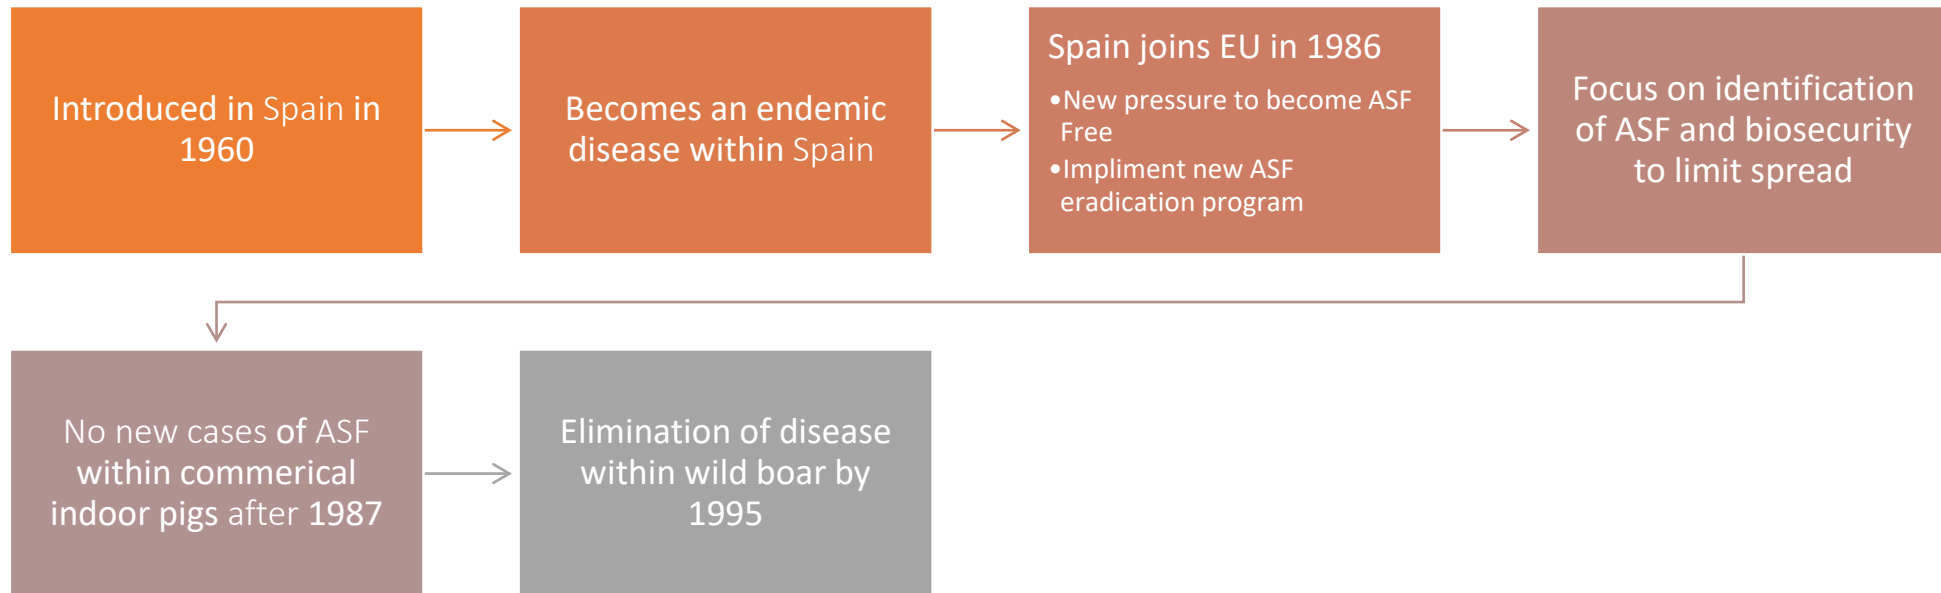 Introduced in Spain in
1960
Becomes an endemic
disease within Spain
Spain joins EU in 1986
•New pressure to become ASF
Free
•Impliment new ASF
eradication program
Focus on identification
of ASF and biosecurity
to limit spread
No new cases of ASF
within commerical
indoor pigs after 1987
Elimination of disease
within wild boar by
1995